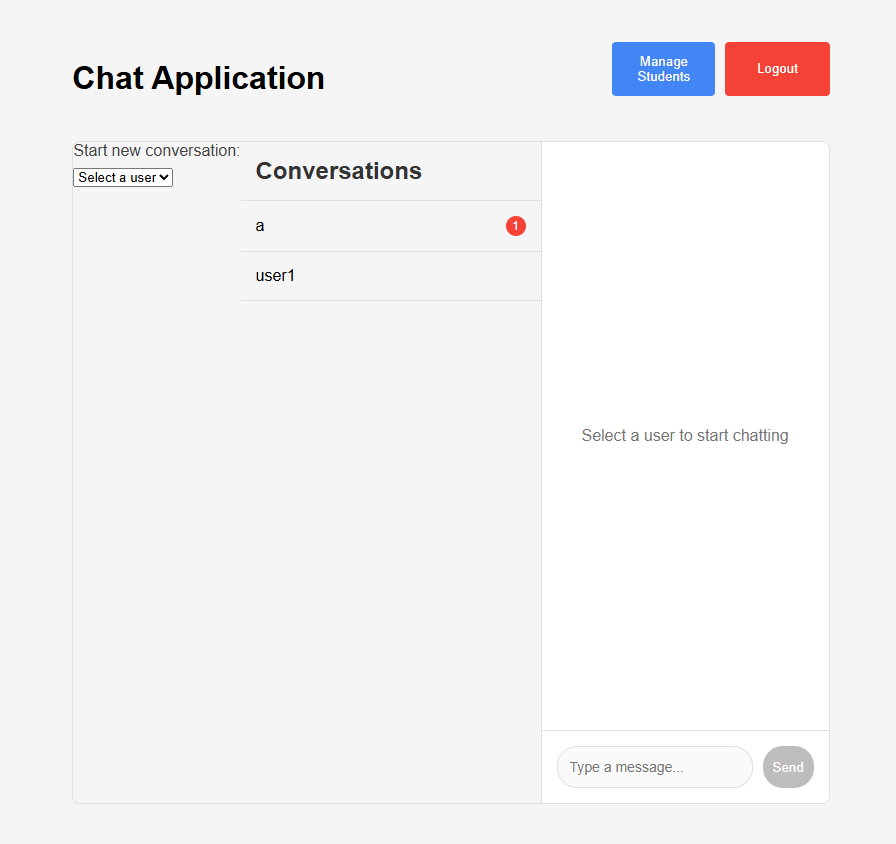 Chat Application
Manage
Students
Logout
Start new conversation:
Select a user
Conversations
a
1
user1
Select a user to start chatting
Type a message...
Send